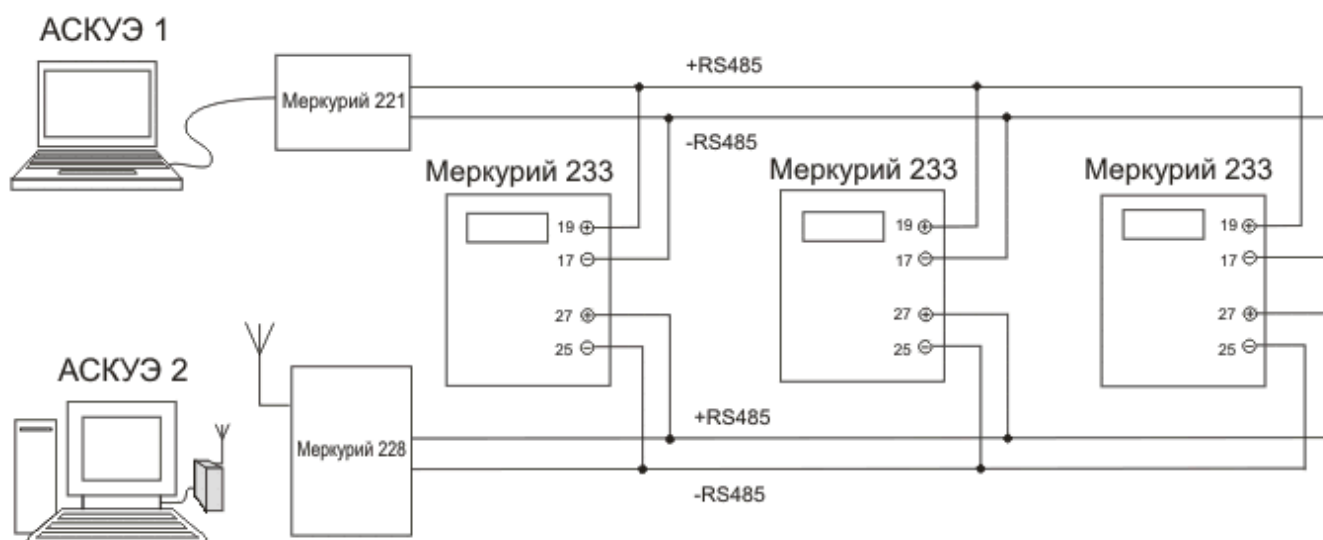 АСКУЭ 1
Меркурий 221
+RS485
-RS485
Меркурий 233
19
17
27
25
Меркурий 233
19
17
27
25
Меркурий 233
19
17
27
25
АСКУЭ 2
Меркурий 228
+RS485
-RS485